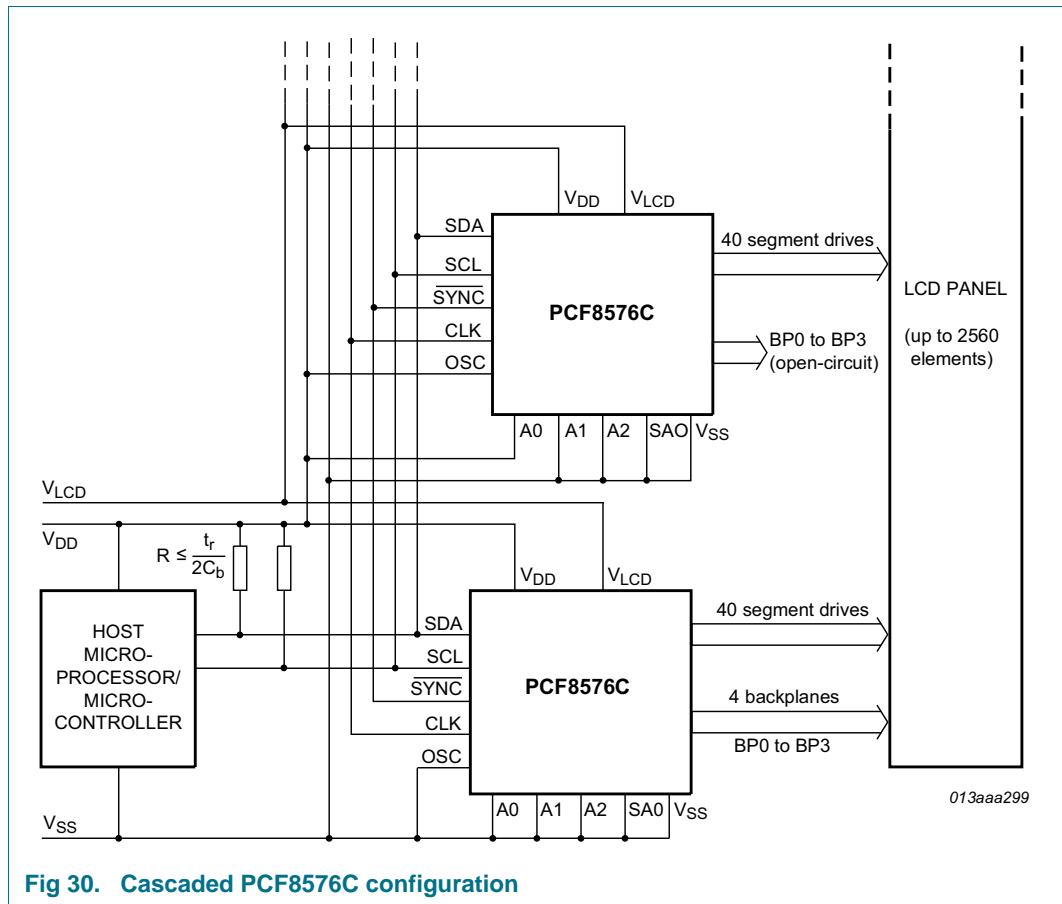 VDD
VLCD
SDA
SCL
SYNC
CLK
OSC
PCF8576C
40 segment drives
BP0 to BP3
(open-circuit)
LCD PANEL
(up to 2560
elements)
A0
A1
A2
SAO
VSS
VLCD
VDD
R ≤ tr
2Cb
HOST
MICRO-
PROCESSOR/
MICRO-
CONTROLLER
VSS
VDD
VLCD
SDA
SCL
SYNC
CLK
OSC
PCF8576C
40 segment drives
4 backplanes
BP0 to BP3
A0
A1
A2
SA0
VSS
013aaa299
Fig 30. Cascaded PCF8576C configuration